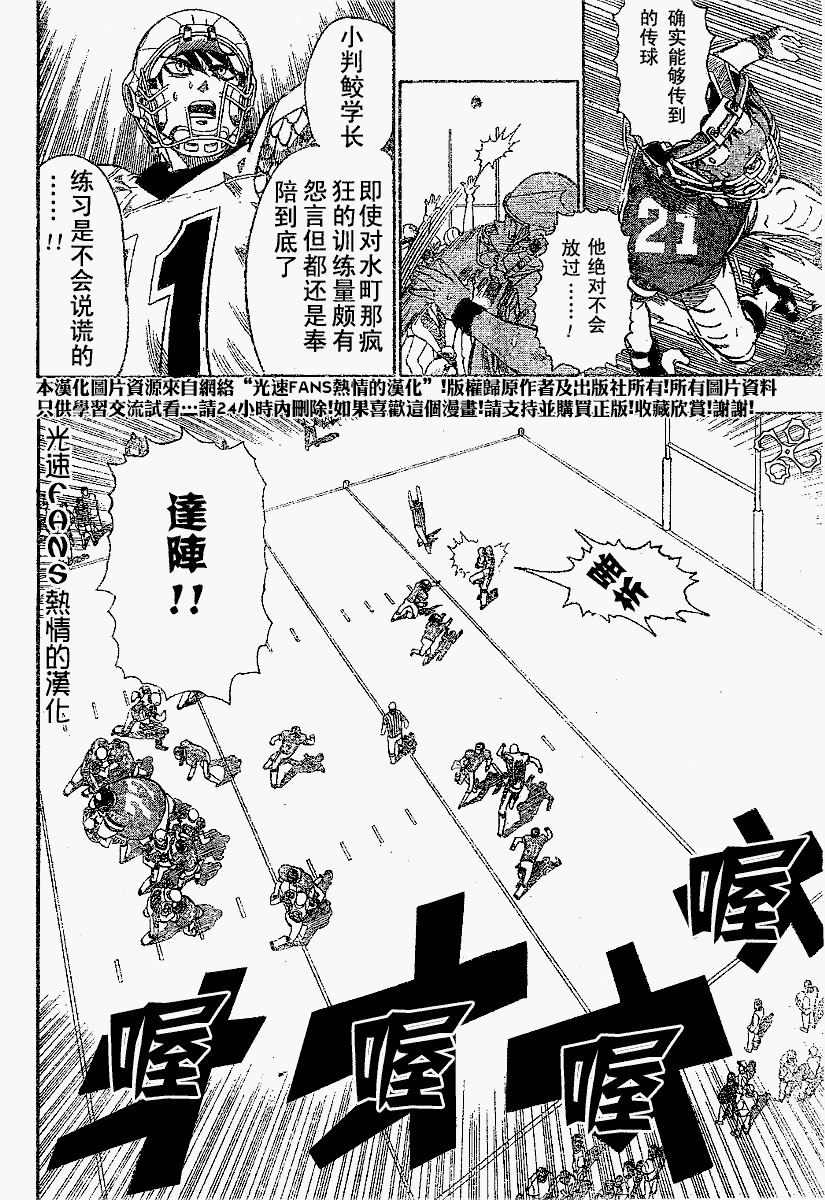 确实能够传到
的传球
21
他绝对不会
放过……!
小判鲛学长
即使对水町那疯
狂的训练量颇有
怨言但都还是奉
陪到底了
1
练习是不会说谎的
……!!
本漢化圖片資源來自網絡“光速FANS熱情的漢化”!版權歸原作者及出版社所有!所有圖片資料
只供學習交流試看…請24小時內刪除!如果喜歡這個漫畫!請支持並購買正版!收藏欣賞!謝謝!
光速FANS熱情的漢化
啪
折
達陣!!
喔
喔
喔
喔